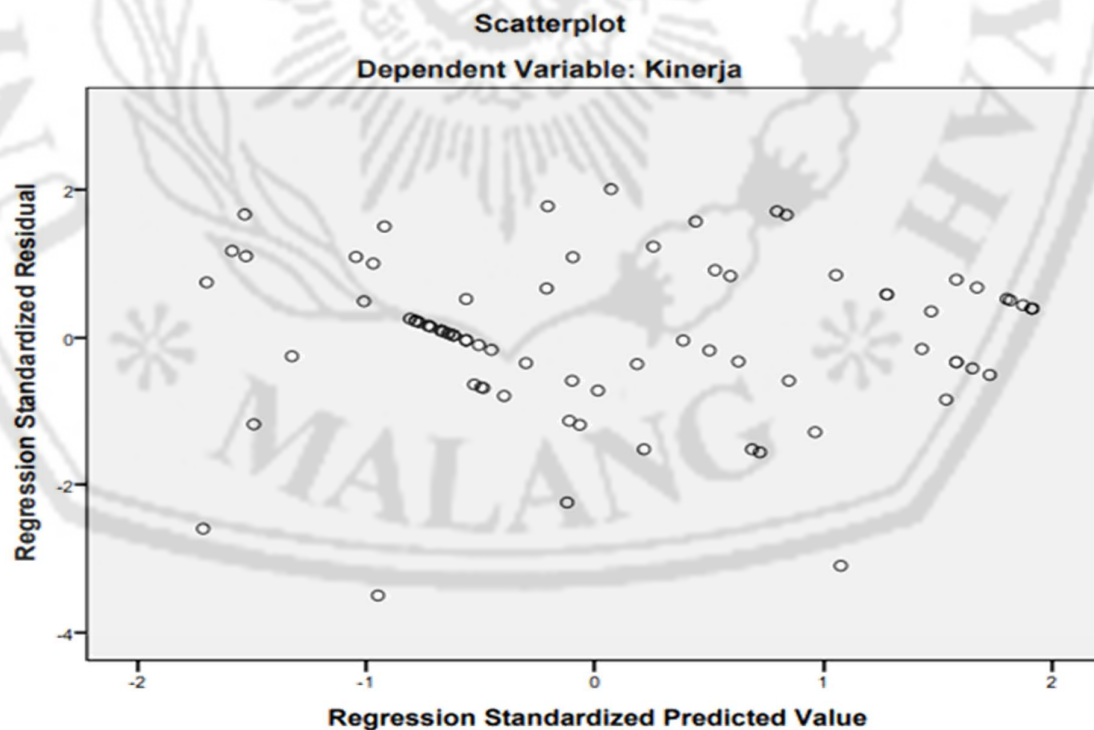 Scatterplot
Dependent Variable: Kinerja
Regression Standardized Residual
2
0
-2
-4
-2
-1
0
1
2
Regression Standardized Predicted Value
MALANG